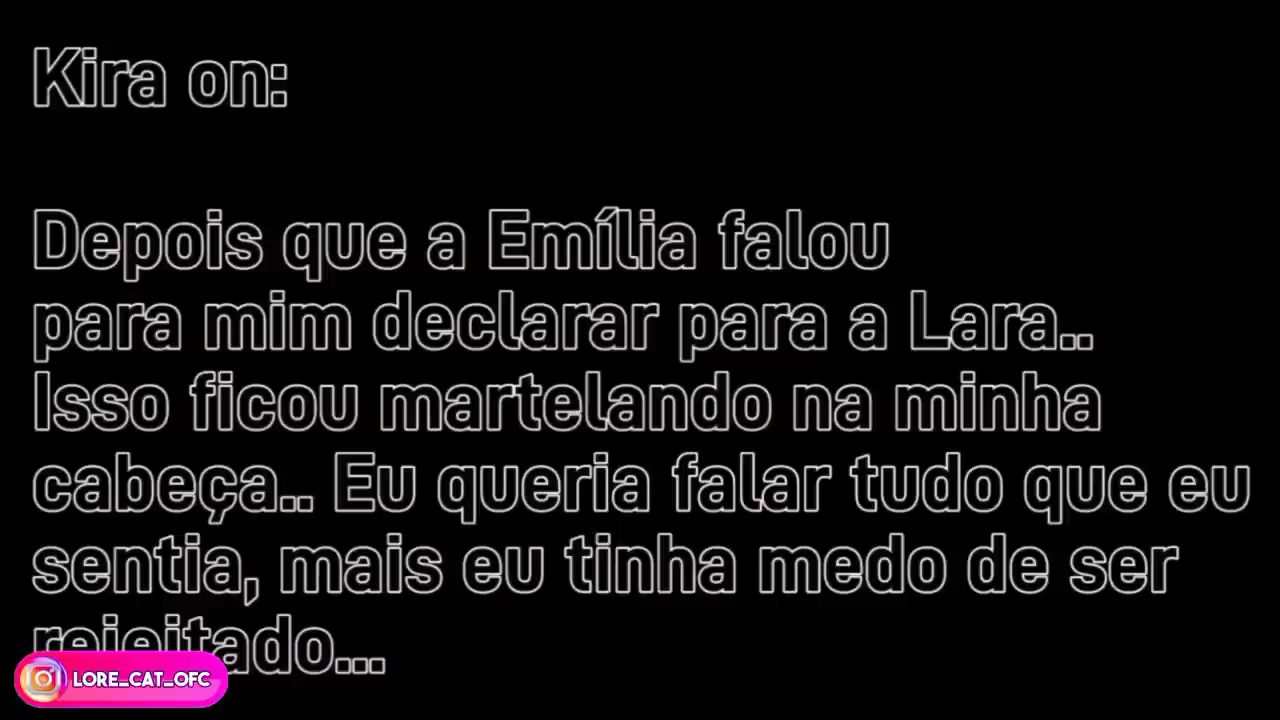 Kira on:
Depois que a Emília falou
para mim declarar para a Lara..
Isso ficou martelando na minha
cabeça.. Eu queria falar tudo que eu
sentia, mais eu tinha medo de ser
rejeitado...
LORE_CAT_OFC